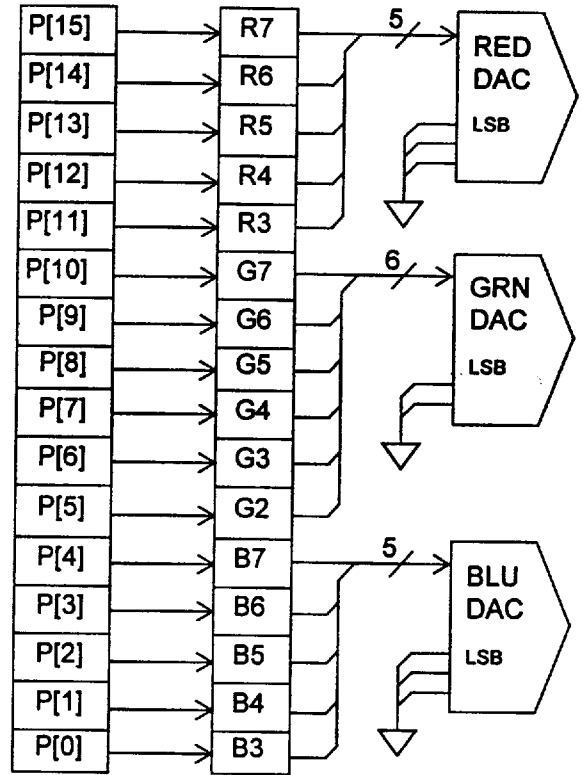 P[15] R7 5 RED
P[14] R6 DAC
P[13] R5 LSB
P[12] R4
P[11] R3
P[10] G7 6 GRN
P[9] G6 DAC
P[8] G5 LSB
P[7] G4
P[6] G3
P[5] G2
P[4] B7 5 BLU
P[3] B6 DAC
P[2] B5 LSB
P[1] B4
P[0] B3